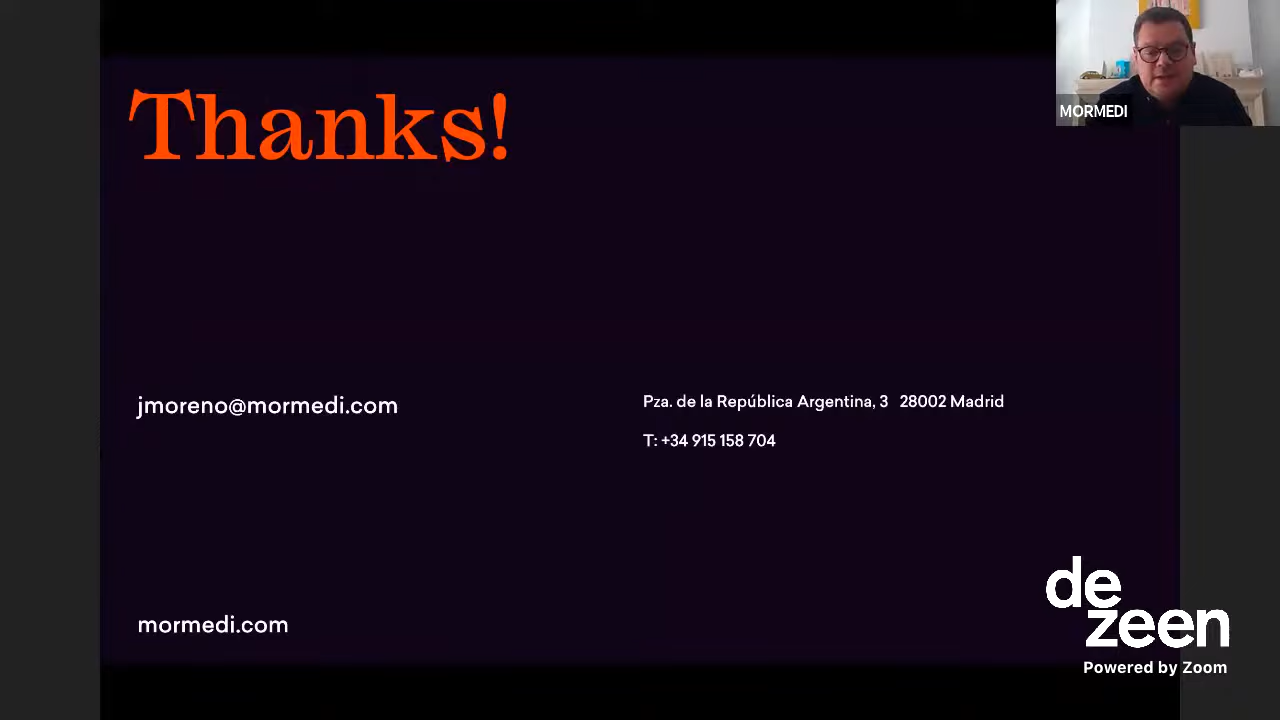 Thanks!
MORMEDI
jmoreno@mormedi.com
Pza. de la República Argentina, 3 28002 Madrid
T: +34 915 158 704
mormedi.com
de
zeen
Powered by Zoom